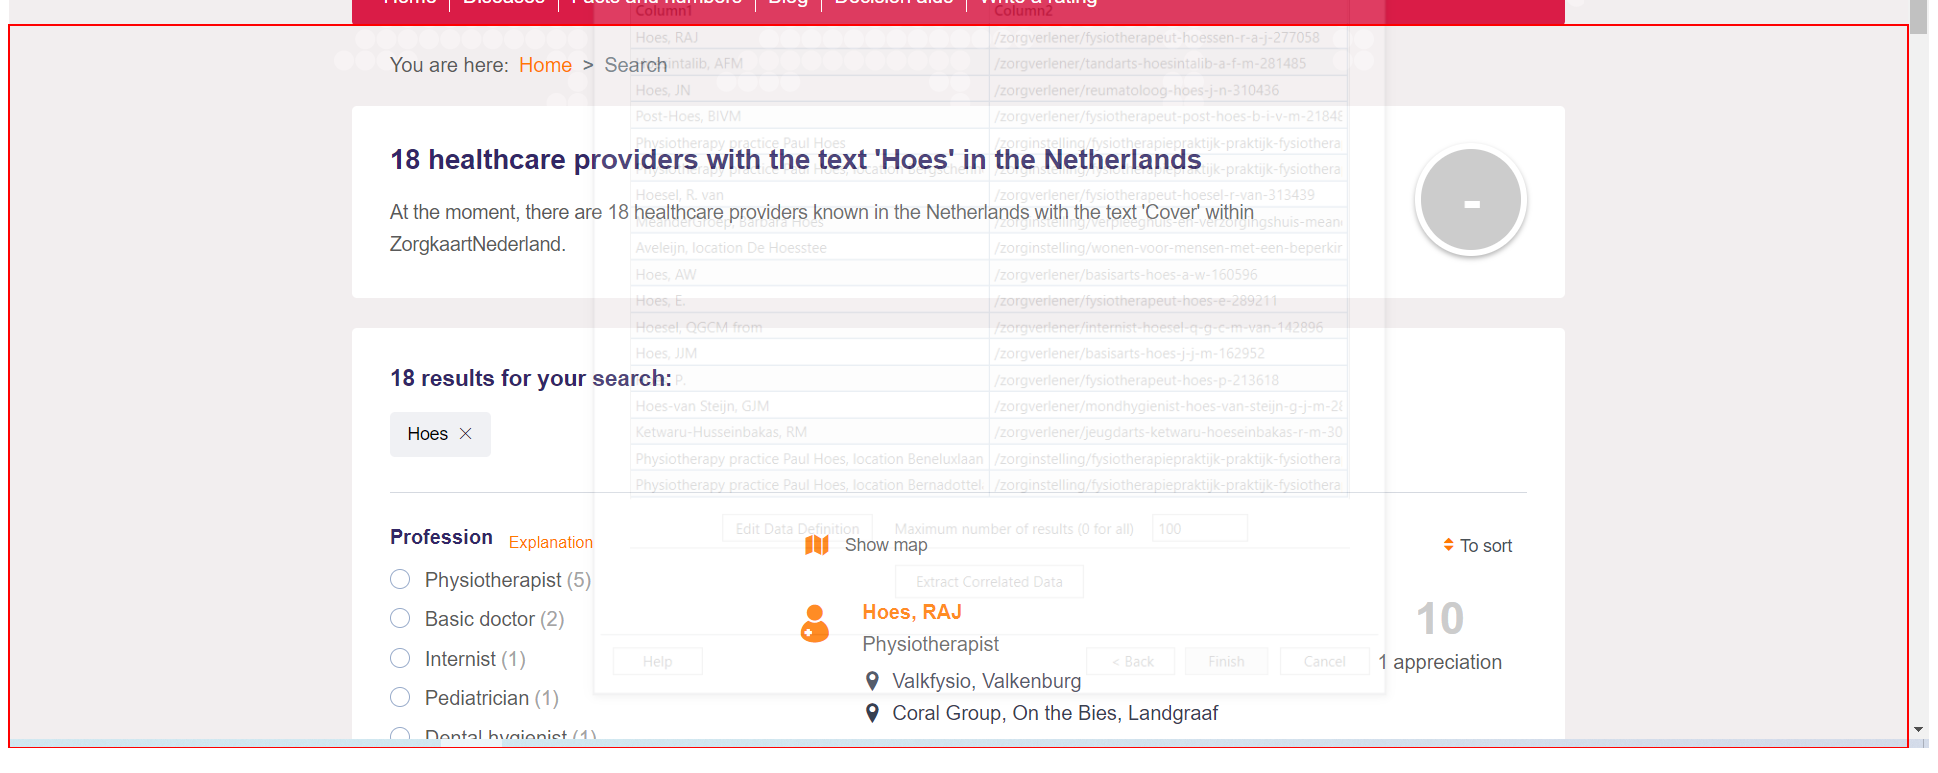 Home Diseases Facts and numbers Blog Decision aids Write a rating
You are here: Home > Search
18 healthcare providers with the text 'Hoes' in the Netherlands
At the moment, there are 18 healthcare providers known in the Netherlands with the text 'Cover' within
ZorgkaartNederland.
-
18 results for your search:
Hoes
Profession Explanation
Physiotherapist (5)
Basic doctor (2)
Internist (1)
Pediatrician (1)
Dental hygienist (1)
Show map
To sort
Hoes, RAJ
Physiotherapist
Valkfysio, Valkenburg
Coral Group, On the Bies, Landgraaf
10
1 appreciation
Column1 Column2
Hoes, RAJ /zorgverlener/fysiotherapeut-hoessen-r-a-j-277058
Hoesintalib, AFM /zorgverlener/tandarts-hoesintalib-a-f-m-281485
Hoes, JN /zorgverlener/reumatoloog-hoes-j-n-310436
Post-Hoes, BIVM /zorgverlener/fysiotherapeut-post-hoes-b-i-v-m-21848
Physiotherapy practice Paul Hoes /zorginstelling/fysiotherapiepraktijk-praktijk-fysiothera
Physiotherapy practice Paul Hoes, location bergschenh /zorginstelling/fysiotherapiepraktijk-praktijk-fysiothera
Hoesel, R. van /zorgverlener/fysiotherapeut-hoesel-r-van-313439
MeanderGroep, Barbara Hoes /zorginstelling/verpleeghuis-en-verzorgingshuis-mean
Aveleijn, location De Hoesstee /zorginstelling/wonen-voor-mensen-met-een-beperkin
Hoes, AW /zorgverlener/basisarts-hoes-a-w-160596
Hoes, E. /zorgverlener/fysiotherapeut-hoes-e-289211
Hoesel, QGCM from /zorgverlener/internist-hoesel-q-g-c-m-van-142896
Hoes, JJM /zorgverlener/basisarts-hoes-j-j-m-162952
P. /zorgverlener/fysiotherapeut-hoes-p-213618
Hoes-van Steijn, GJM /zorgverlener/mondhygienist-hoes-van-steijn-g-j-m-28
Ketwaru-Husseinbakas, RM /zorgverlener/jeugdarts-ketwaru-hoeseinbakas-r-m-30
Physiotherapy practice Paul Hoes, location Beneluxlaan /zorginstelling/fysiotherapiepraktijk-praktijk-fysiothera
Physiotherapy practice Paul Hoes, location Bernadottela /zorginstelling/fysiotherapiepraktijk-praktijk-fysiothera
Edit Data Definition Maximum number of results (0 for all) 100
Extract Correlated Data
Help < Back Finish Cancel